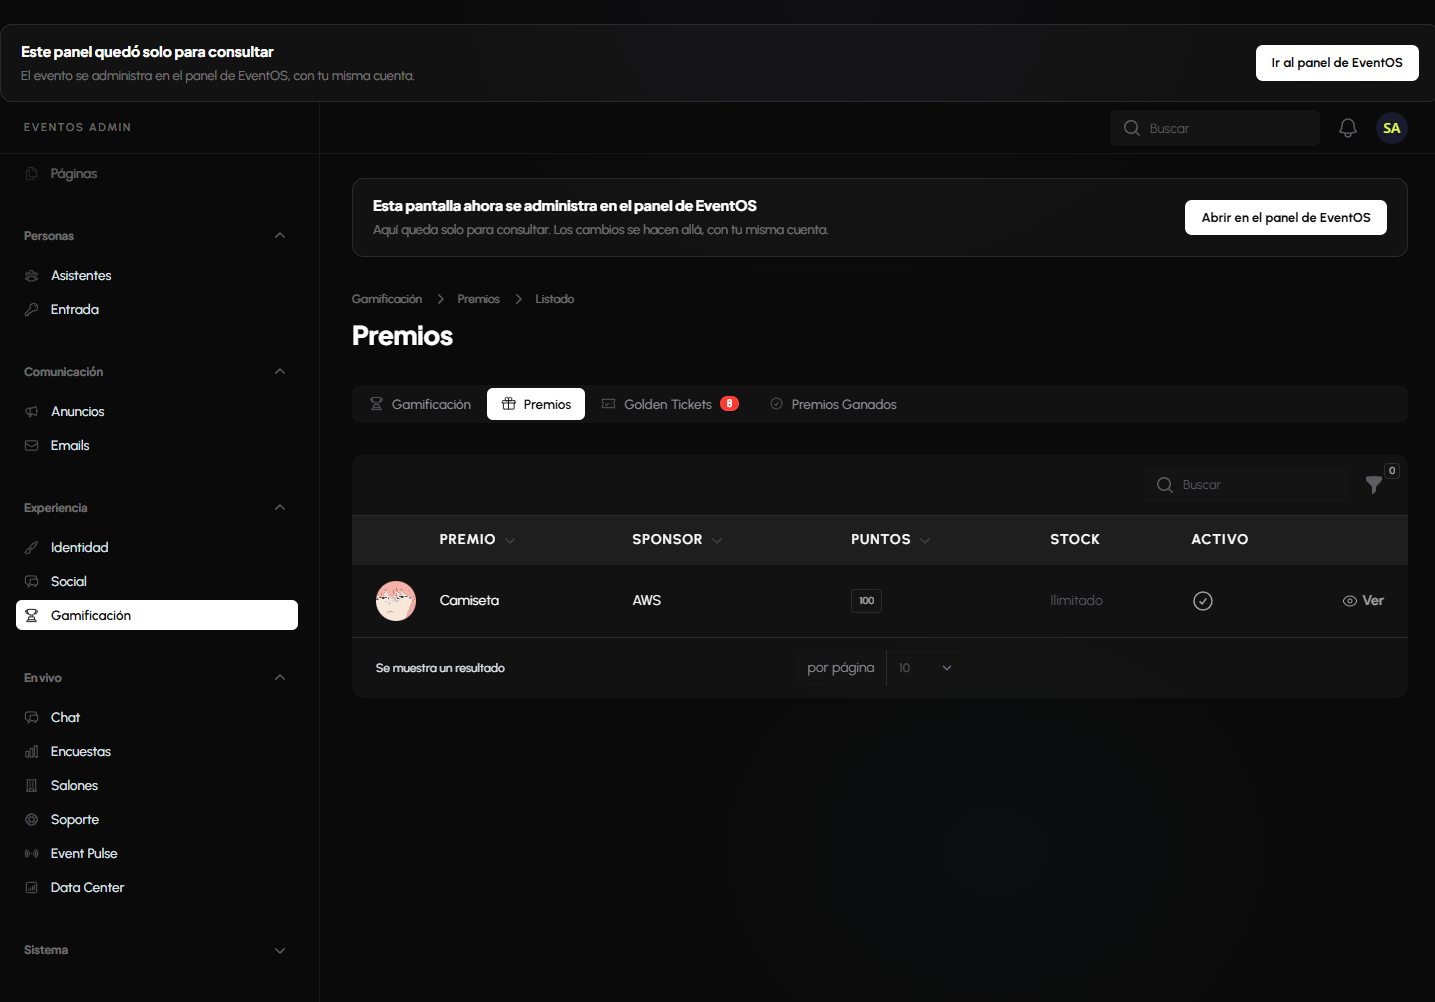 Este panel quedó solo para consultar
El evento se administra en el panel de EventOS, con tu misma cuenta.
Ir al panel de EventOS
EVENTOS ADMIN
Buscar
SA
Páginas
Personas
Asistentes
Entrada
Comunicación
Anuncios
Emails
Experiencia
Identidad
Social
Gamificación
En vivo
Chat
Encuestas
Salones
Soporte
Event Pulse
Data Center
Sistema
Esta pantalla ahora se administra en el panel de EventOS
Aquí queda solo para consultar. Los cambios se hacen allá, con tu misma cuenta.
Abrir en el panel de EventOS
Gamificación Premios Listado
Premios
Gamificación Premios Golden Tickets 8 Premios Ganados
Buscar 0
PREMIO SPONSOR PUNTOS STOCK ACTIVO
Camiseta AWS 100 Ilimitado Ver
Se muestra un resultado por página 10